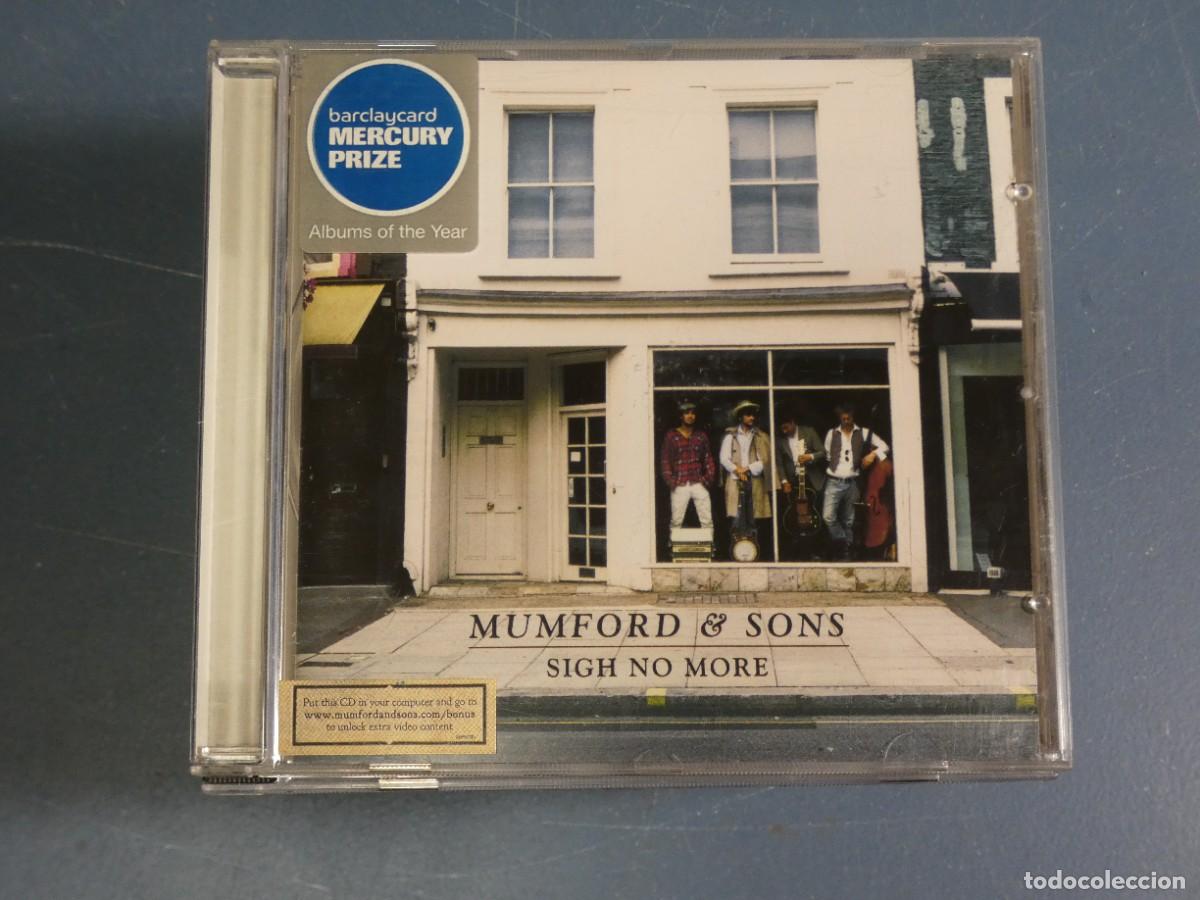 barclaycard
MERCURY
PRIZE
Albums of the Year
MUMFORD & SONS
SIGH NO MORE
Put this CD in your computer and go to
www.mumfordandsons.com/bonus
to unlock extra video content
todocoleccion